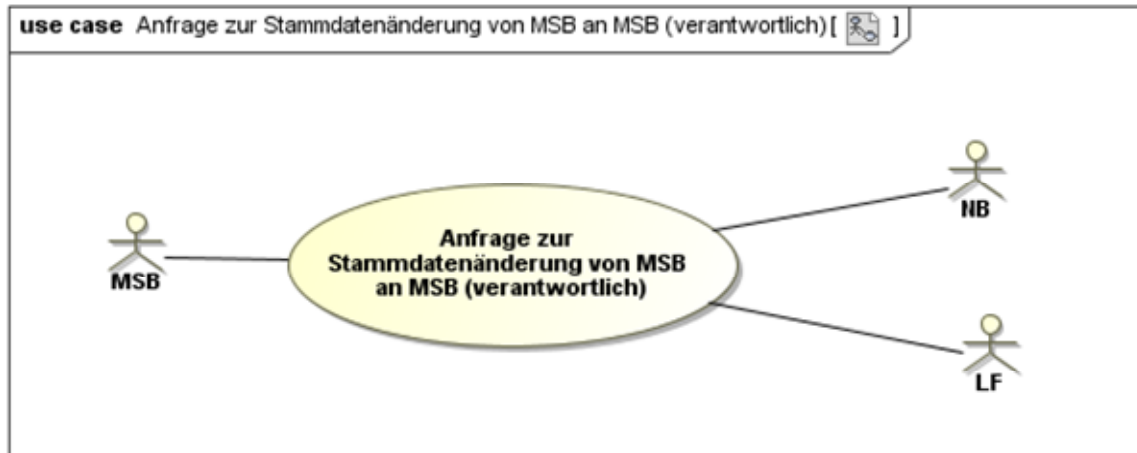 use case Anfrage zur Stammdatenänderung von MSB an MSB (verantwortlich) [ ]
NB
Anfrage zur
Stammdatenänderung von MSB
an MSB (verantwortlich)
MSB
LF